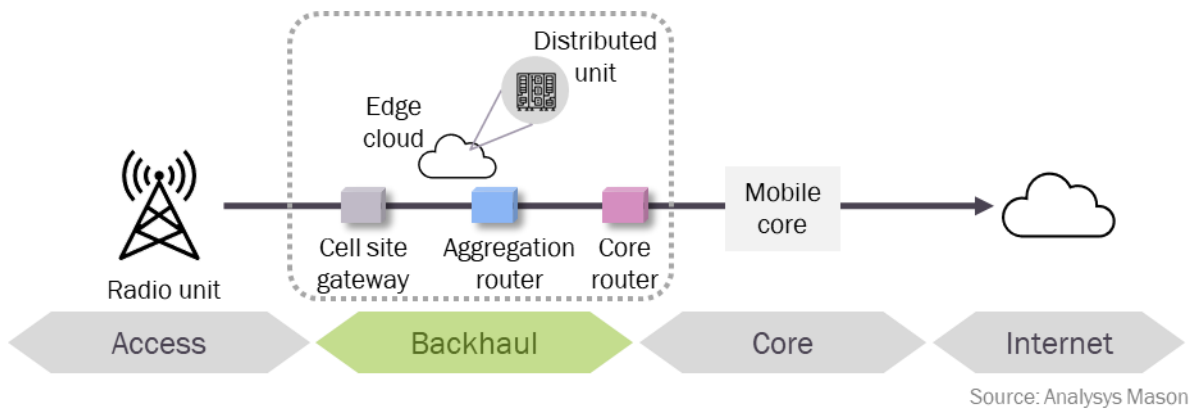 Distributed
unit
Edge
cloud
Radio unit
Cell site
gateway
Aggregation
router
Core
router
Mobile
core
Access
Backhaul
Core
Internet
Source: Analysys Mason